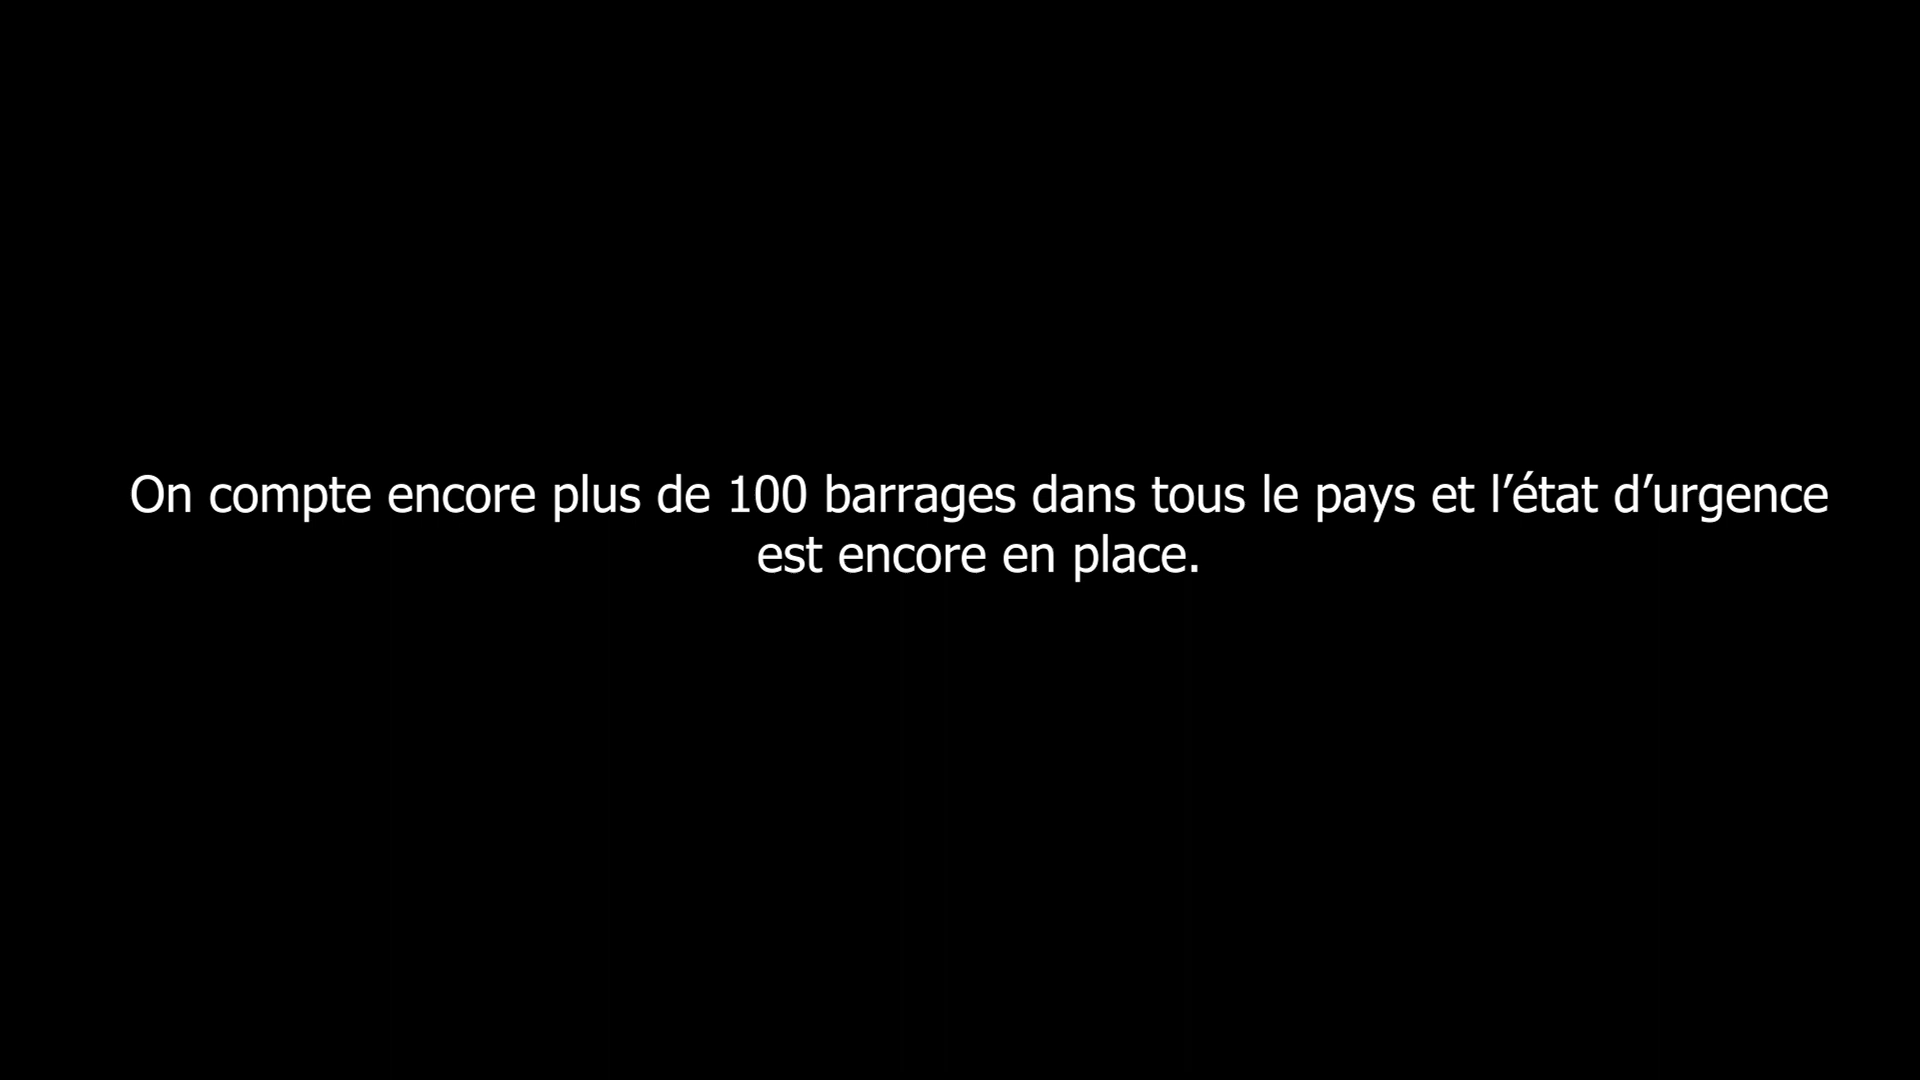 On compte encore plus de 100 barrages dans tous le pays et l’état d’urgence
est encore en place.